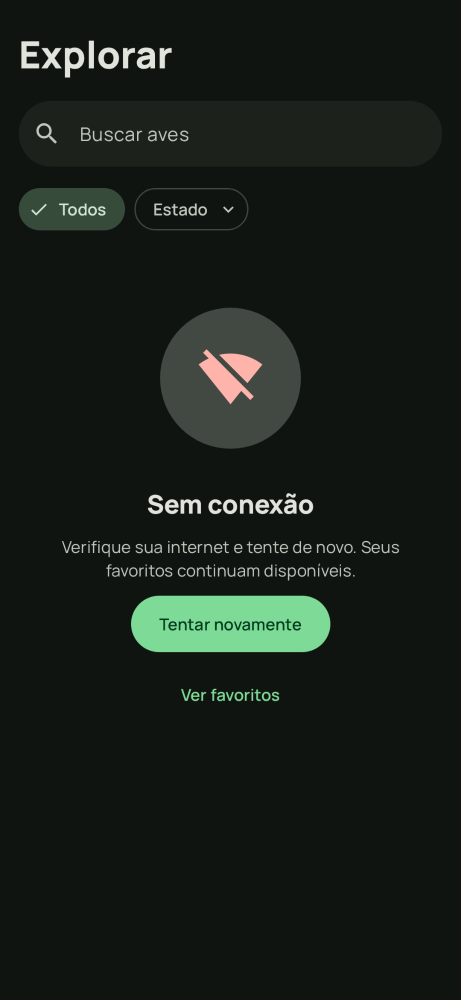 Explorar
Buscar aves
Todos
Estado
Sem conexão
Verifique sua internet e tente de novo. Seus
favoritos continuam disponíveis.
Tentar novamente
Ver favoritos